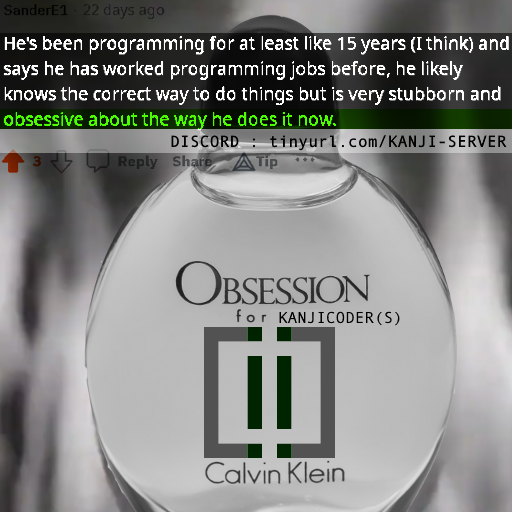 SanderE1 · 22 days ago
He's been programming for at least like 15 years (I think) and
says he has worked programming jobs before, he likely
knows the correct way to do things but is very stubborn and
obsessive about the way he does it now.
DISCORD : tinyurl.com/KANJI-SERVER
3 Reply Share Tip ...
OBSESSION
for KANJICODER(S)
Calvin Klein